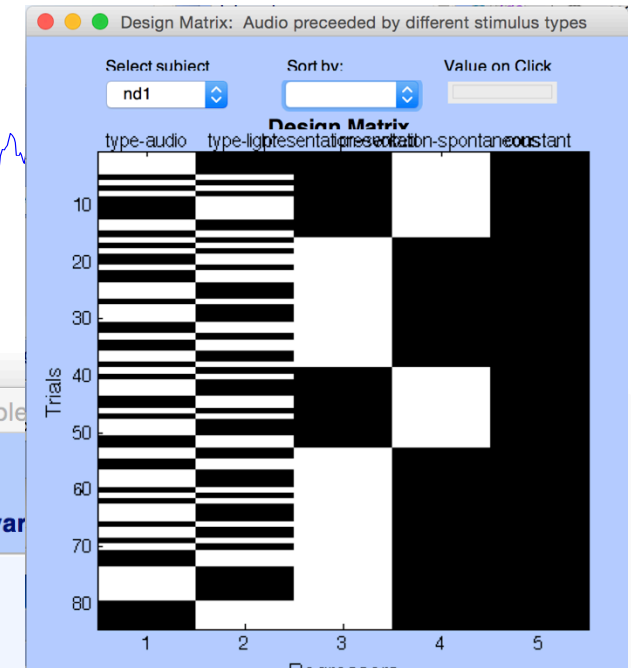 Design Matrix: Audio preceeded by different stimulus types
Select subject Sort by: Value on Click
nd1
Design Matrix
type-audio type-light constant
10
20
30
40
50
60
70
80
Trials
1 2 3 4 5
Regressors